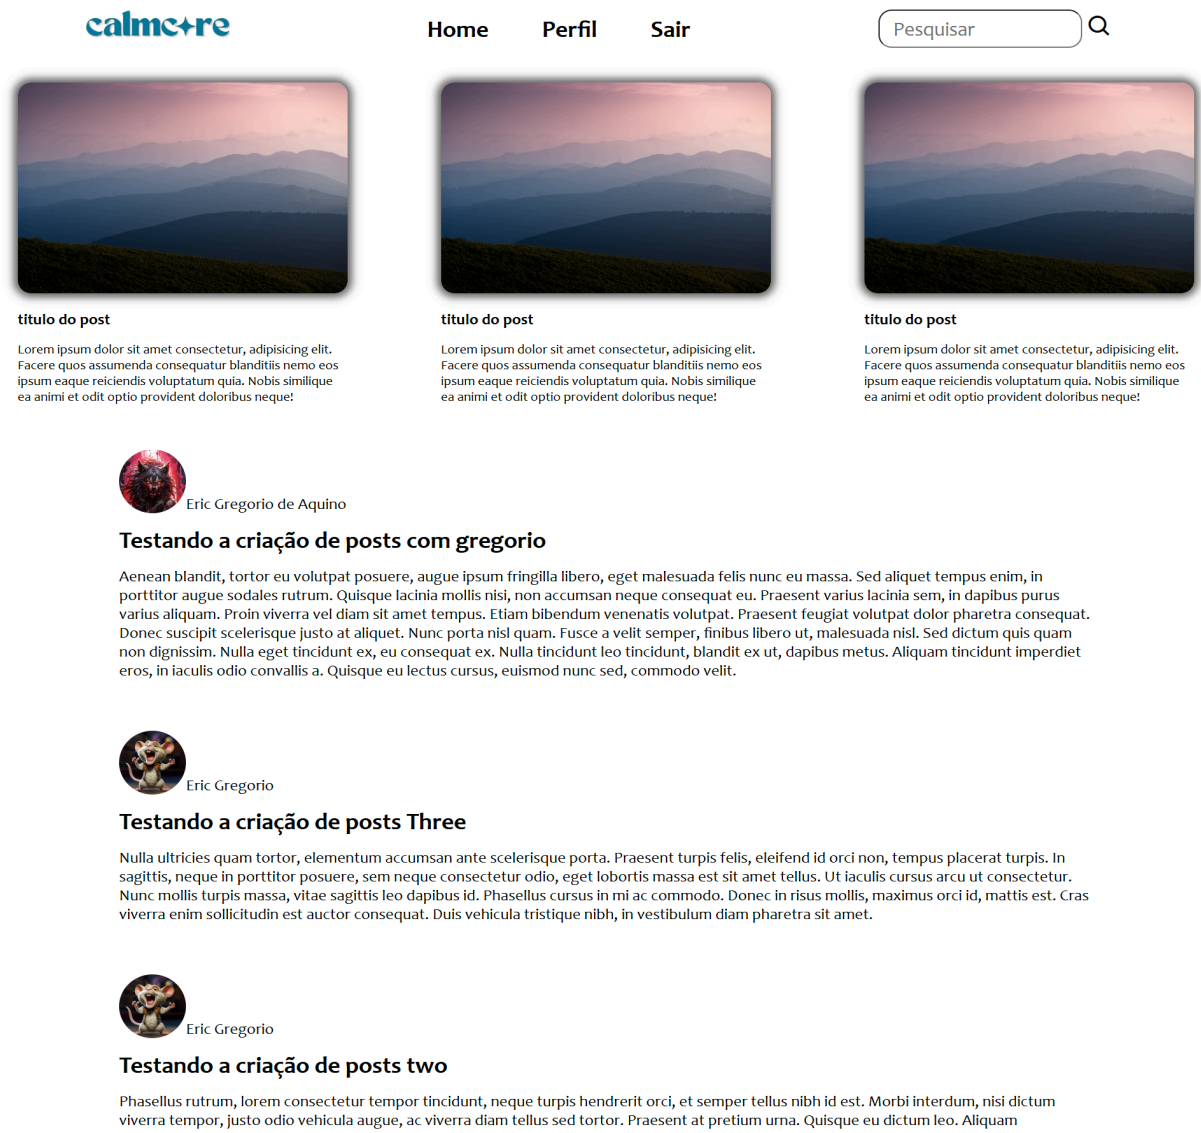 calmcore
Home Perfil Sair
Pesquisar
titulo do post
Lorem ipsum dolor sit amet consectetur, adipisicing elit.
Facere quos assumenda consequatur blanditiis nemo eos
ipsum eaque reiciendis voluptatum quia. Nobis similique
ea animi et odit optio provident doloribus neque!
titulo do post
Lorem ipsum dolor sit amet consectetur, adipisicing elit.
Facere quos assumenda consequatur blanditiis nemo eos
ipsum eaque reiciendis voluptatum quia. Nobis similique
ea animi et odit optio provident doloribus neque!
titulo do post
Lorem ipsum dolor sit amet consectetur, adipisicing elit.
Facere quos assumenda consequatur blanditiis nemo eos
ipsum eaque reiciendis voluptatum quia. Nobis similique
ea animi et odit optio provident doloribus neque!
Eric Gregorio de Aquino
Testando a criação de posts com gregorio
Aenean blandit, tortor eu volutpat posuere, augue ipsum fringilla libero, eget malesuada felis nunc eu massa. Sed aliquet tempus enim, in
porttitor augue sodales rutrum. Quisque lacinia mollis nisi, non accumsan neque consequat eu. Praesent varius lacinia sem, in dapibus purus
varius aliquam. Proin viverra vel diam sit amet tempus. Etiam bibendum venenatis volutpat. Praesent feugiat volutpat dolor pharetra consequat.
Donec suscipit scelerisque justo at aliquet. Nunc porta nisl quam. Fusce a velit semper, finibus libero ut, malesuada nisl. Sed dictum quis quam
non dignissim. Nulla eget tincidunt ex, eu consequat ex. Nulla tincidunt leo tincidunt, blandit ex ut, dapibus metus. Aliquam tincidunt imperdiet
eros, in iaculis odio convallis a. Quisque eu lectus cursus, euismod nunc sed, commodo velit.
Eric Gregorio
Testando a criação de posts Three
Nulla ultricies quam tortor, elementum accumsan ante scelerisque porta. Praesent turpis felis, eleifend id orci non, tempus placerat turpis. In
sagittis, neque in porttitor posuere, sem neque consectetur odio, eget lobortis massa est sit amet tellus. Ut iaculis cursus arcu ut consectetur.
Nunc mollis turpis massa, vitae sagittis leo dapibus id. Phasellus cursus in mi ac commodo. Donec in risus mollis, maximus orci id, mattis est. Cras
viverra enim sollicitudin est auctor consequat. Duis vehicula tristique nibh, in vestibulum diam pharetra sit amet.
Eric Gregorio
Testando a criação de posts two
Phasellus rutrum, lorem consectetur tempor tincidunt, neque turpis hendrerit orci, et semper tellus nibh id est. Morbi interdum, nisi dictum
viverra tempor, justo odio vehicula augue, ac viverra diam tellus sed tortor. Praesent at pretium urna. Quisque eu dictum leo. Aliquam